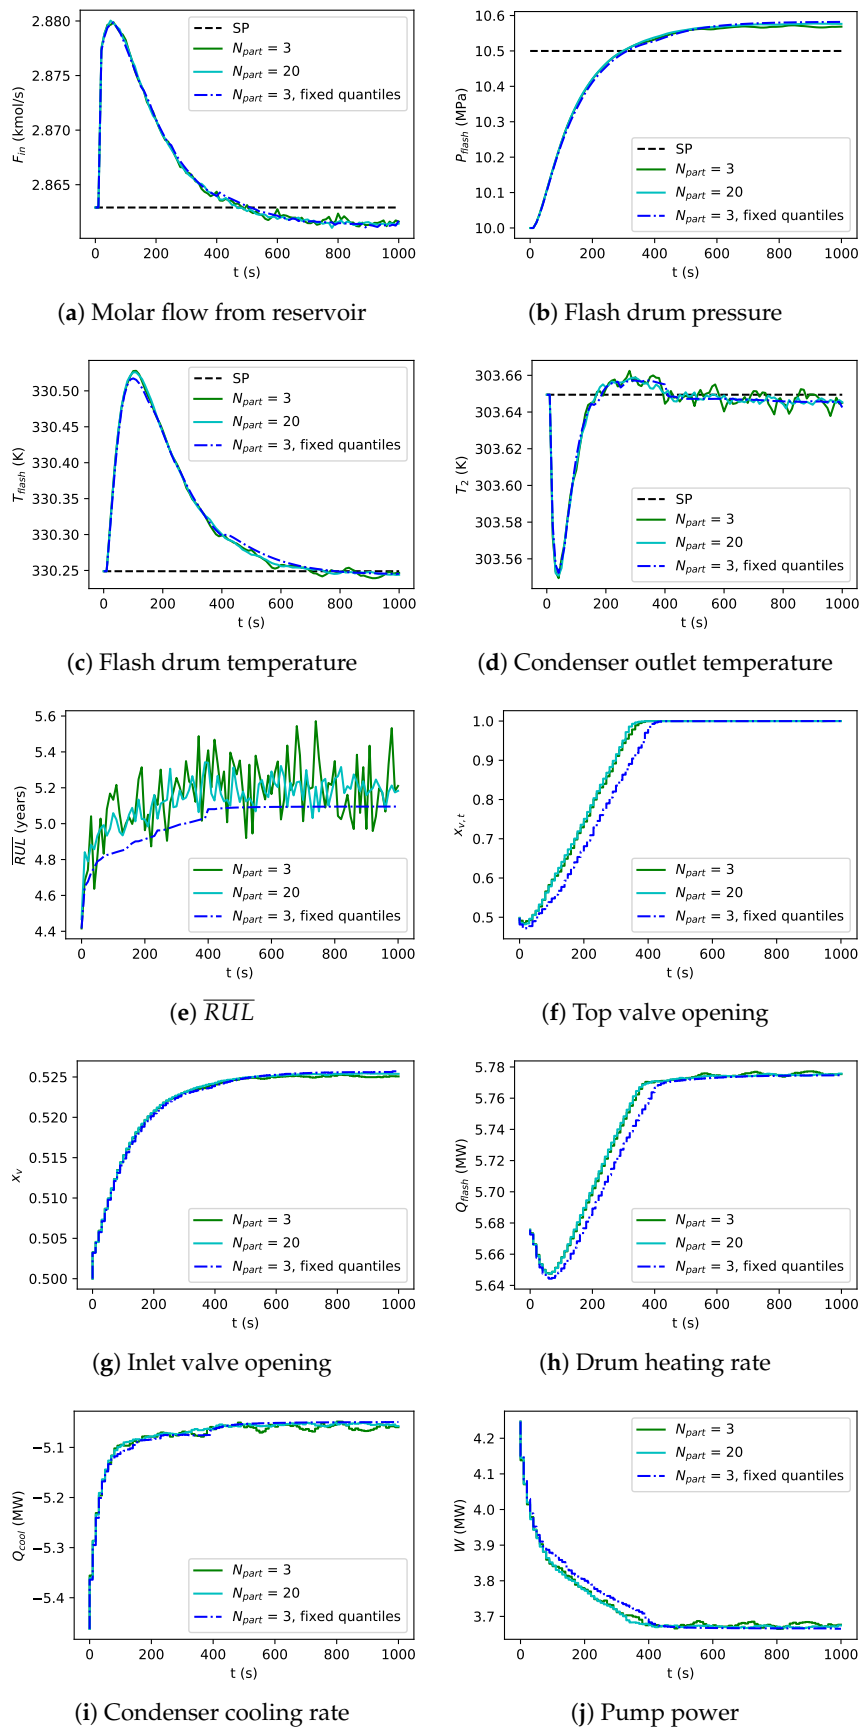 2.880
2.875
2.870
2.865
F_in (kmol/s)
SP
N_part = 3
N_part = 20
N_part = 3, fixed quantiles
0 200 400 600 800 1000
t (s)
(a) Molar flow from reservoir
10.6
10.5
10.4
10.3
10.2
10.1
10.0
P_flash (MPa)
SP
N_part = 3
N_part = 20
N_part = 3, fixed quantiles
0 200 400 600 800 1000
t (s)
(b) Flash drum pressure
330.50
330.45
330.40
330.35
330.30
330.25
T_flash (K)
SP
N_part = 3
N_part = 20
N_part = 3, fixed quantiles
0 200 400 600 800 1000
t (s)
(c) Flash drum temperature
303.66
303.64
303.62
303.60
303.58
303.56
T_2 (K)
SP
N_part = 3
N_part = 20
N_part = 3, fixed quantiles
0 200 400 600 800 1000
t (s)
(d) Condenser outlet temperature
5.6
5.4
5.2
5.0
4.8
4.6
4.4
R̅U̅L̅ (years)
N_part = 3
N_part = 20
N_part = 3, fixed quantiles
0 200 400 600 800 1000
t (s)
(e) R̅U̅L̅
1.0
0.9
0.8
0.7
0.6
0.5
x_v,t
N_part = 3
N_part = 20
N_part = 3, fixed quantiles
0 200 400 600 800 1000
t (s)
(f) Top valve opening
0.525
0.520
0.515
0.510
0.505
0.500
x_v
N_part = 3
N_part = 20
N_part = 3, fixed quantiles
0 200 400 600 800 1000
t (s)
(g) Inlet valve opening
5.78
5.76
5.74
5.72
5.70
5.68
5.66
5.64
Q_flash (MW)
N_part = 3
N_part = 20
N_part = 3, fixed quantiles
0 200 400 600 800 1000
t (s)
(h) Drum heating rate
−5.1
−5.2
−5.3
−5.4
Q_cool (MW)
N_part = 3
N_part = 20
N_part = 3, fixed quantiles
0 200 400 600 800 1000
t (s)
(i) Condenser cooling rate
4.2
4.1
4.0
3.9
3.8
3.7
W (MW)
N_part = 3
N_part = 20
N_part = 3, fixed quantiles
0 200 400 600 800 1000
t (s)
(j) Pump power